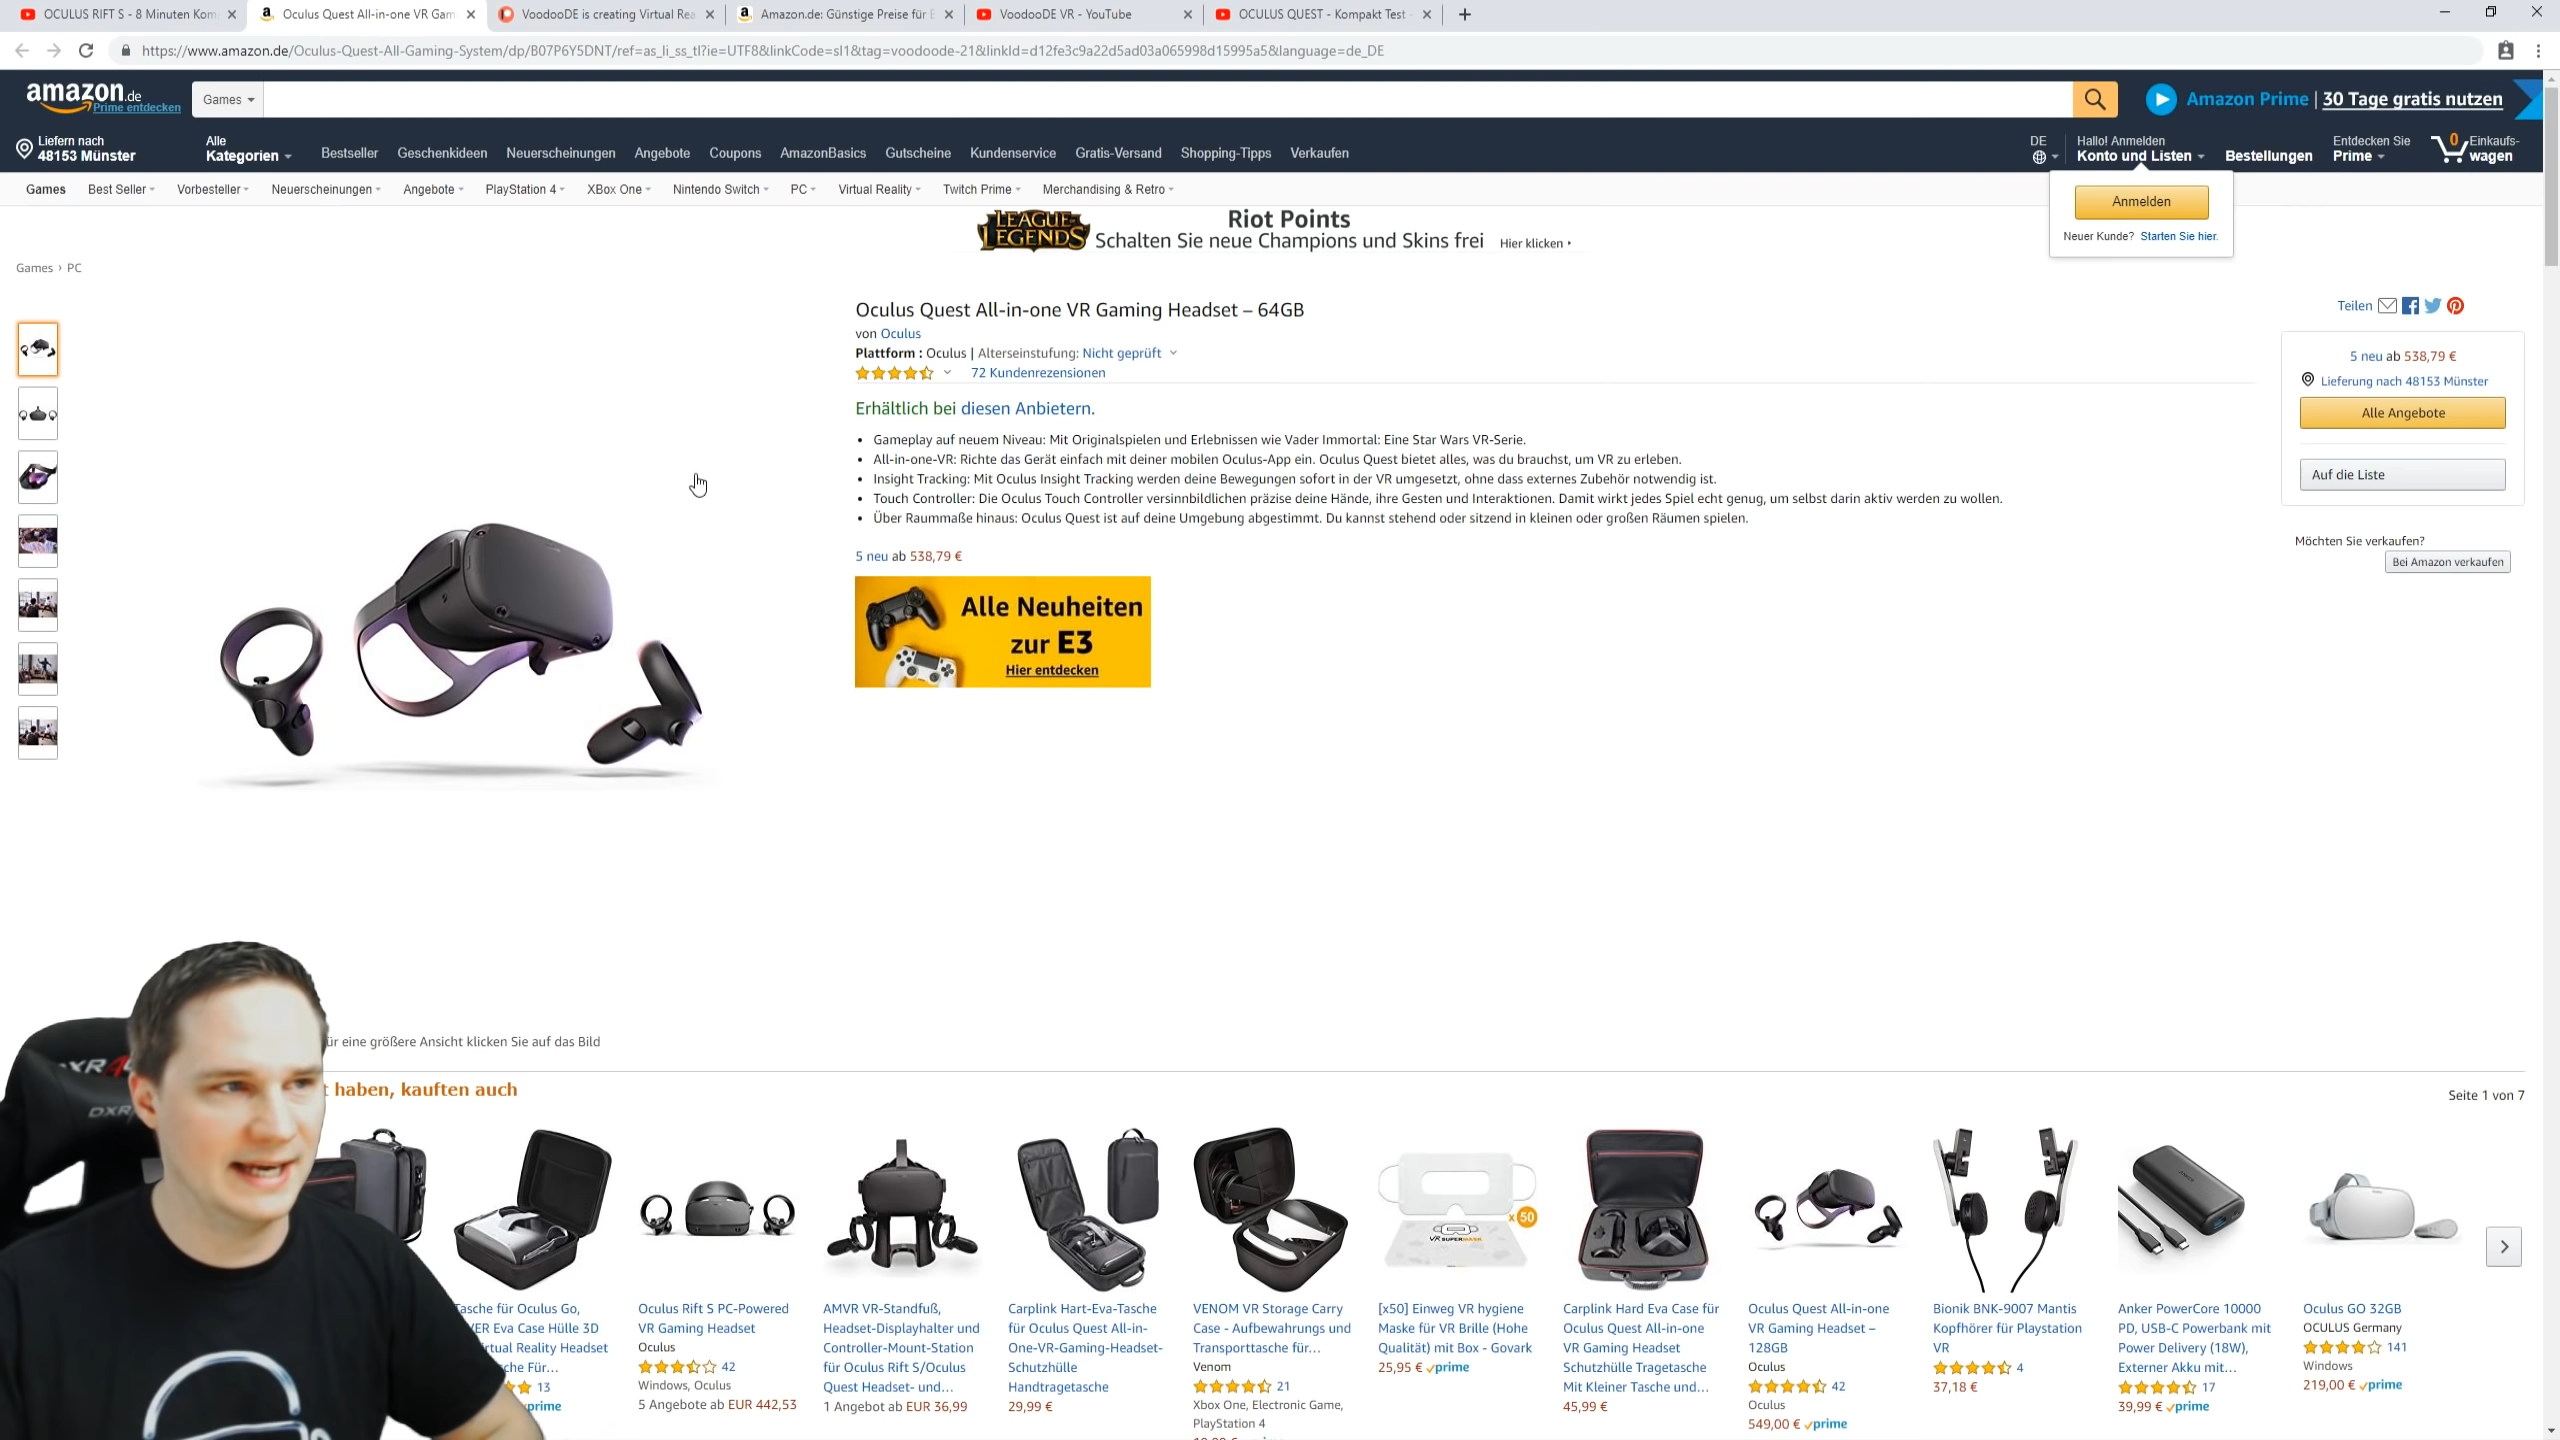 OCULUS RIFT S - 8 Minuten Kom
Oculus Quest All-in-one VR Gam
VoodooDE is creating Virtual Rea
Amazon.de: Günstige Preise für E
VoodooDE VR - YouTube
OCULUS QUEST - Kompakt Test
https://www.amazon.de/Oculus-Quest-All-Gaming-System/dp/B07P6Y5DNT/ref=as_li_ss_tl?ie=UTF8&linkCode=sl1&tag=voodoode-21&linkId=d12fe3c9a22d5ad03a065998d15995a5&language=de_DE
amazon.de
Prime entdecken
Games
Amazon Prime | 30 Tage gratis nutzen
Liefern nach
48153 Münster
Alle
Kategorien
Bestseller Geschenkideen Neuerscheinungen Angebote Coupons AmazonBasics Gutscheine Kundenservice Gratis-Versand Shopping-Tipps Verkaufen
DE
Hallo! Anmelden
Konto und Listen
Bestellungen
Entdecken Sie
Prime
0
Einkaufs-
wagen
Games Best Seller Vorbesteller Neuerscheinungen Angebote PlayStation 4 XBox One Nintendo Switch PC Virtual Reality Twitch Prime Merchandising & Retro
Anmelden
Neuer Kunde? Starten Sie hier.
LEAGUE OF LEGENDS
Riot Points
Schalten Sie neue Champions und Skins frei Hier klicken
Games › PC
Oculus Quest All-in-one VR Gaming Headset – 64GB
von Oculus
Plattform : Oculus | Alterseinstufung: Nicht geprüft
72 Kundenrezensionen
Erhältlich bei diesen Anbietern.
• Gameplay auf neuem Niveau: Mit Originalspielen und Erlebnissen wie Vader Immortal: Eine Star Wars VR-Serie.
• All-in-one-VR: Richte das Gerät einfach mit deiner mobilen Oculus-App ein. Oculus Quest bietet alles, was du brauchst, um VR zu erleben.
• Insight Tracking: Mit Oculus Insight Tracking werden deine Bewegungen sofort in der VR umgesetzt, ohne dass externes Zubehör notwendig ist.
• Touch Controller: Die Oculus Touch Controller versinnbildlichen präzise deine Hände, ihre Gesten und Interaktionen. Damit wirkt jedes Spiel echt genug, um selbst darin aktiv werden zu wollen.
• Über Raummaße hinaus: Oculus Quest ist auf deine Umgebung abgestimmt. Du kannst stehend oder sitzend in kleinen oder großen Räumen spielen.
5 neu ab 538,79 €
Alle Neuheiten
zur E3
Hier entdecken
Teilen
5 neu ab 538,79 €
Lieferung nach 48153 Münster
Alle Angebote
Auf die Liste
Möchten Sie verkaufen?
Bei Amazon verkaufen
ür eine größere Ansicht klicken Sie auf das Bild
t haben, kauften auch
Seite 1 von 7
DXR
x 50
VR SUPERMASK
Tasche für Oculus Go,
VER Eva Case Hülle 3D
rtual Reality Headset
che Für...
13
prime
Oculus Rift S PC-Powered
VR Gaming Headset
Oculus
42
Windows, Oculus
5 Angebote ab EUR 442,53
AMVR VR-Standfuß,
Headset-Displayhalter und
Controller-Mount-Station
für Oculus Rift S/Oculus
Quest Headset- und...
1 Angebot ab EUR 36,99
Carplink Hart-Eva-Tasche
für Oculus Quest All-in-
One-VR-Gaming-Headset-
Schutzhülle
Handtragetasche
29,99 €
VENOM VR Storage Carry
Case - Aufbewahrungs und
Transporttasche für...
Venom
21
Xbox One, Electronic Game,
PlayStation 4
[x50] Einweg VR hygiene
Maske für VR Brille (Hohe
Qualität) mit Box - Govark
25,95 € prime
Carplink Hard Eva Case für
Oculus Quest All-in-one
VR Gaming Headset
Schutzhülle Tragetasche
Mit Kleiner Tasche und...
45,99 €
Oculus Quest All-in-one
VR Gaming Headset –
128GB
Oculus
42
Oculus
549,00 € prime
Bionik BNK-9007 Mantis
Kopfhörer für Playstation
VR
4
37,18 €
Anker PowerCore 10000
PD, USB-C Powerbank mit
Power Delivery (18W),
Externer Akku mit...
17
39,99 € prime
Oculus GO 32GB
OCULUS Germany
141
Windows
219,00 € prime